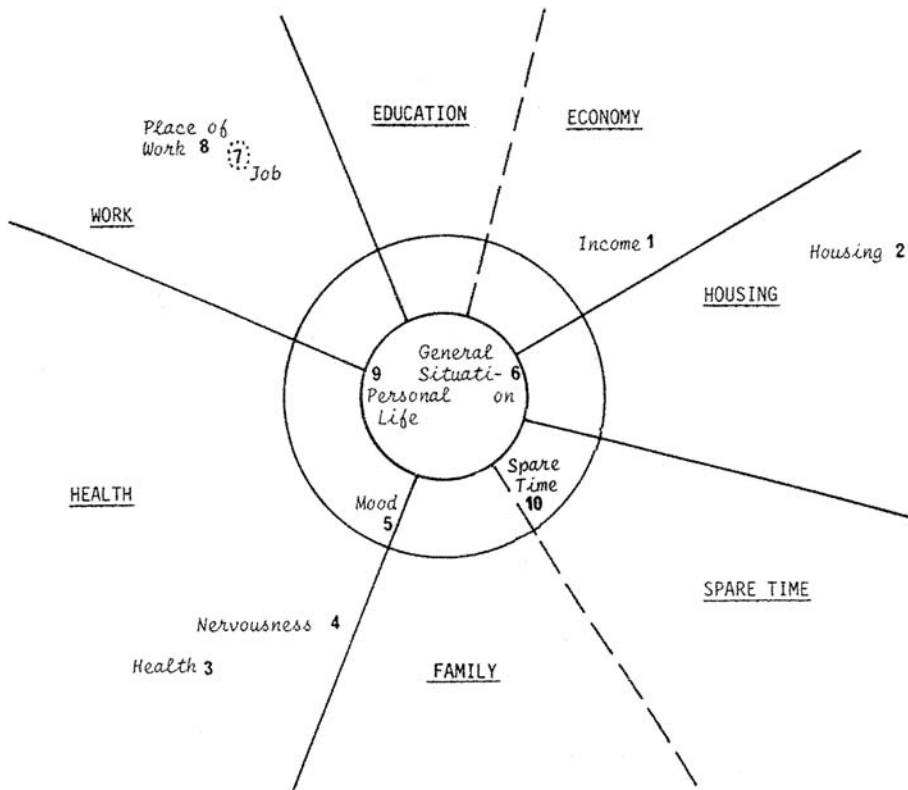 EDUCATION
ECONOMY
Place of
Work 8
7
Job
WORK
Income 1
Housing 2
HOUSING
General
9 Situati- 6
Personal on
Life
Spare
Time
10
HEALTH
Mood
5
SPARE TIME
Nervousness 4
Health 3
FAMILY